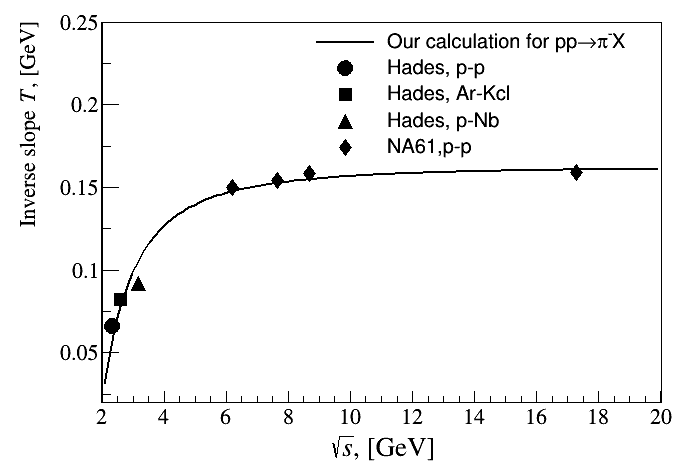 0.25
0.2
0.15
0.1
0.05
Inverse slope T, [GeV]
Our calculation for pp→π⁻X
Hades, p-p
Hades, Ar-Kcl
Hades, p-Nb
NA61,p-p
2 4 6 8 10 12 14 16 18 20
√s, [GeV]